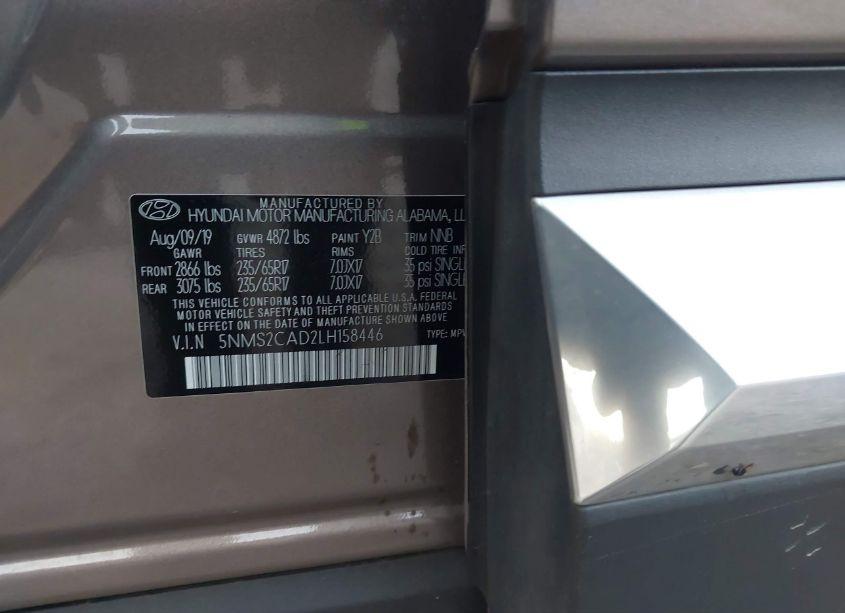 MANUFACTURED BY
HYUNDAI MOTOR MANUFACTURING ALABAMA, LL
Aug/09/19 GVWR 4872 lbs PAINT Y2B TRIM NNB
GAWR TIRES RIMS COLD TIRE INF
FRONT 2866 lbs 235/65R17 7.0JX17 35 psi SINGLE
REAR 3075 lbs 235/65R17 7.0JX17 35 psi SINGLE
THIS VEHICLE CONFORMS TO ALL APPLICABLE U.S.A. FEDERAL
MOTOR VEHICLE SAFETY AND THEFT PREVENTION STANDARDS
IN EFFECT ON THE DATE OF MANUFACTURE SHOWN ABOVE
V.I.N 5NMS2CAD2LH158446 TYPE: MPV